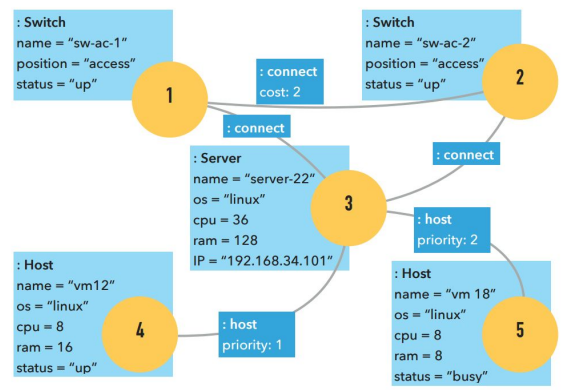 : Switch
name = “sw-ac-1”
position = “access”
status = “up”
1
: connect
cost: 2
: Switch
name = “sw-ac-2”
position = “access”
status = “up”
2
: connect
: connect
: Server
name = “server-22”
os = “linux”
cpu = 36
ram = 128
IP = “192.168.34.101”
3
: host
priority: 2
: Host
name = “vm12”
os = “linux”
cpu = 8
ram = 16
status = “up”
4
: host
priority: 1
: Host
name = “vm 18”
os = “linux”
cpu = 8
ram = 8
status = “busy”
5